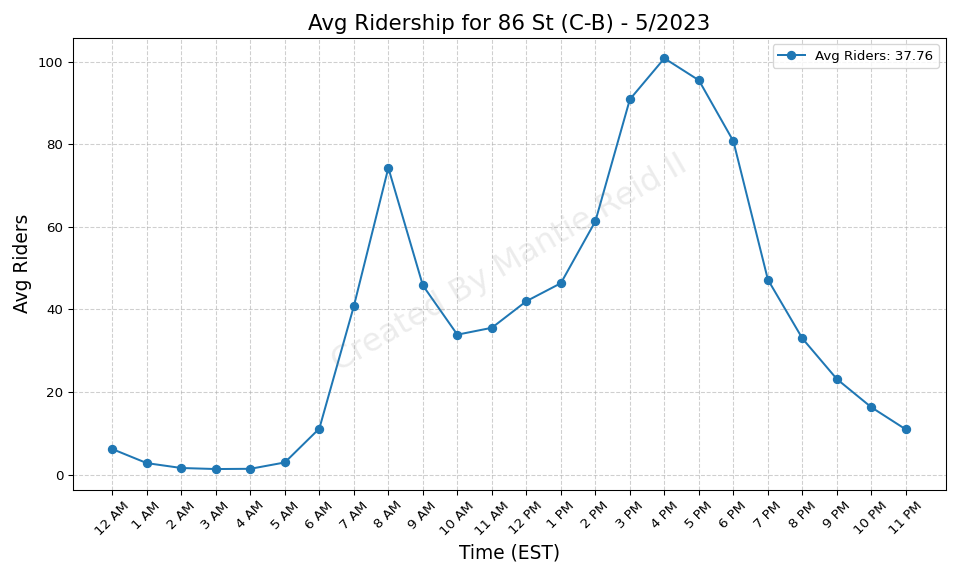 Avg Ridership for 86 St (C-B) - 5/2023
Avg Riders: 37.76
100
80
60
40
20
0
Avg Riders
Created By Mantle Reid II
12 AM
1 AM
2 AM
3 AM
4 AM
5 AM
6 AM
7 AM
8 AM
9 AM
10 AM
11 AM
12 PM
1 PM
2 PM
3 PM
4 PM
5 PM
6 PM
7 PM
8 PM
9 PM
10 PM
11 PM
Time (EST)